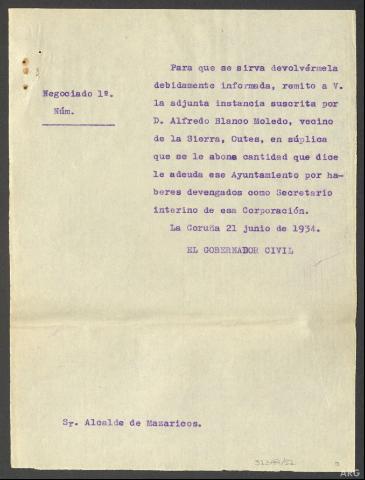 Para que se sirva devolvérmela
debidamente informada, remito a V.
Negociado 1º.
la adjunta instancia suscrita por
Núm.
D. Alfredo Blanco Moledo, vecino
de la Sierra, Outes, en súplica
que se le abone cantidad que dice
le adeuda ese Ayuntamiento por ha-
beres devengados como Secretario
interino de esa Corporación.
La Coruña 21 junio de 1934.
EL GOBERNADOR CIVIL
Sr. Alcalde de Mazaricos.
ARG